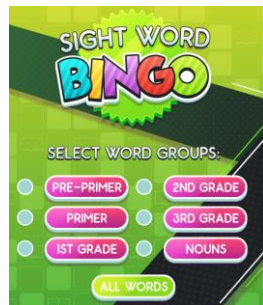 SIGHT WORD
BINGO
SELECT WORD GROUPS:
PRE-PRIMER 2ND GRADE
PRIMER 3RD GRADE
1ST GRADE NOUNS
ALL WORDS